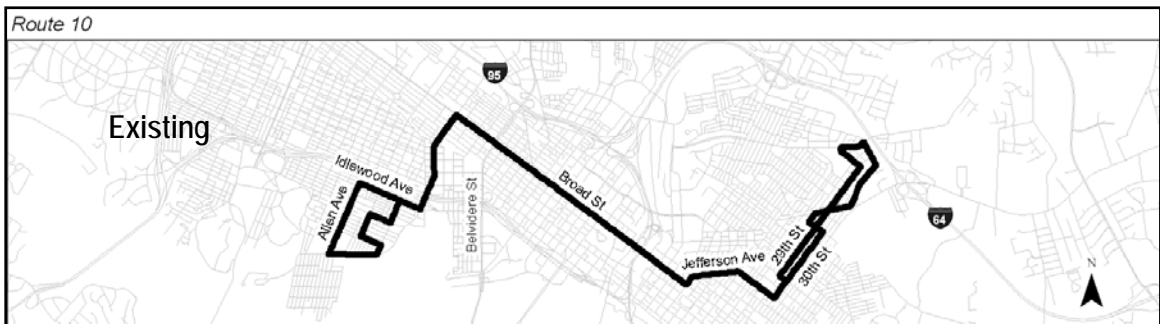 Route 10
95
Existing
Idlewood Ave
Allen Ave
Belvidere St
Broad St
Jefferson Ave
29th St
30th St
64
N